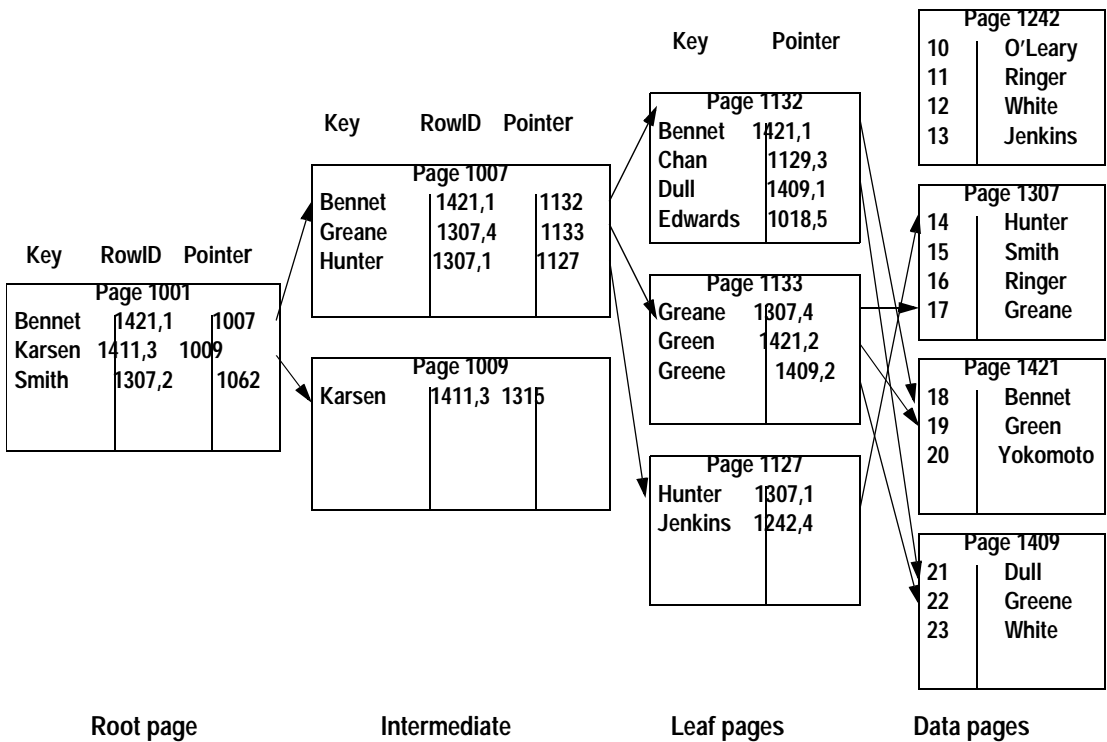 Key RowID Pointer
Page 1001
Bennet 1421,1 1007
Karsen 1411,3 1009
Smith 1307,2 1062
Root page
Key RowID Pointer
Page 1007
Bennet 1421,1 1132
Greane 1307,4 1133
Hunter 1307,1 1127
Page 1009
Karsen 1411,3 1315
Intermediate
Key Pointer
Page 1132
Bennet 1421,1
Chan 1129,3
Dull 1409,1
Edwards 1018,5
Page 1133
Greane 1307,4
Green 1421,2
Greene 1409,2
Page 1127
Hunter 1307,1
Jenkins 1242,4
Leaf pages
Page 1242
10 O'Leary
11 Ringer
12 White
13 Jenkins
Page 1307
14 Hunter
15 Smith
16 Ringer
17 Greane
Page 1421
18 Bennet
19 Green
20 Yokomoto
Page 1409
21 Dull
22 Greene
23 White
Data pages